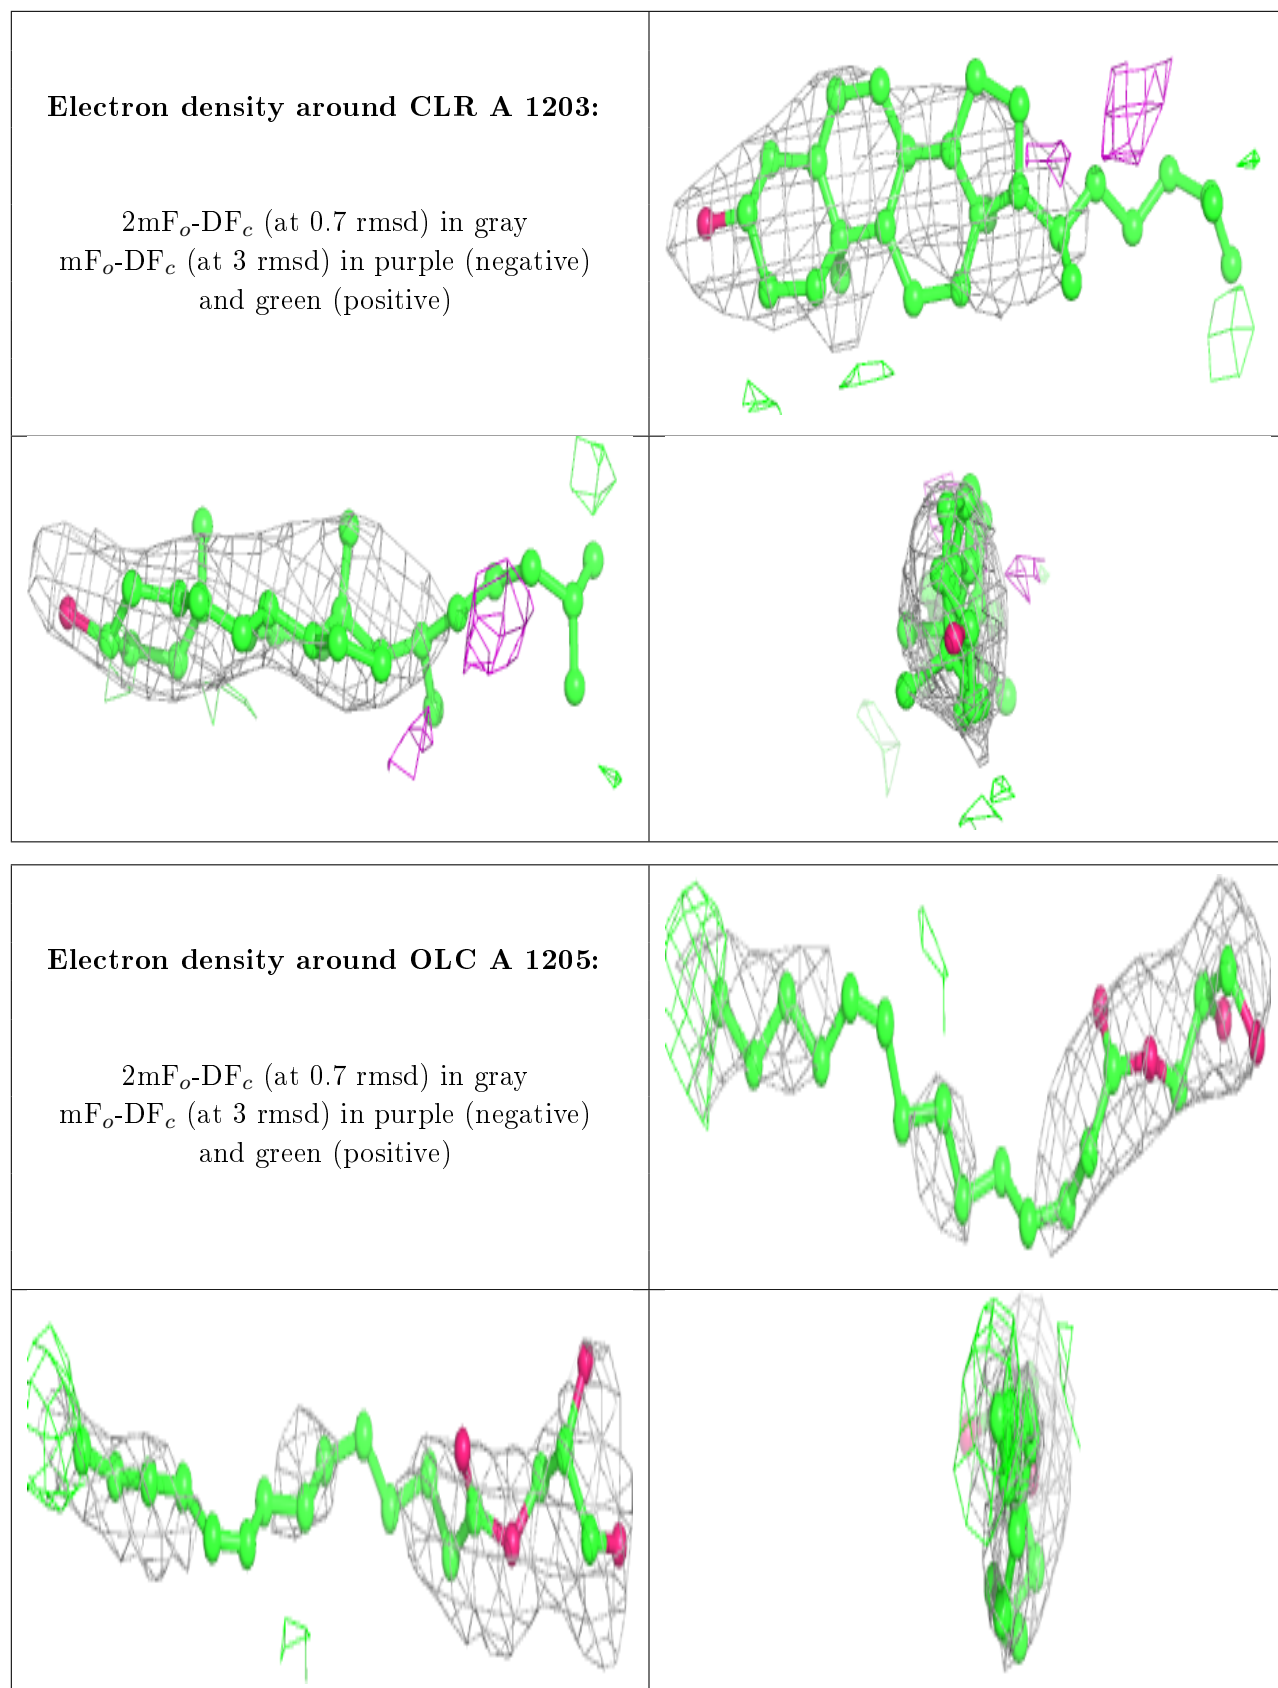 Electron density around CLR A 1203:
2mFo-DFc (at 0.7 rmsd) in gray
mFo-DFc (at 3 rmsd) in purple (negative)
and green (positive)
Electron density around OLC A 1205:
2mFo-DFc (at 0.7 rmsd) in gray
mFo-DFc (at 3 rmsd) in purple (negative)
and green (positive)